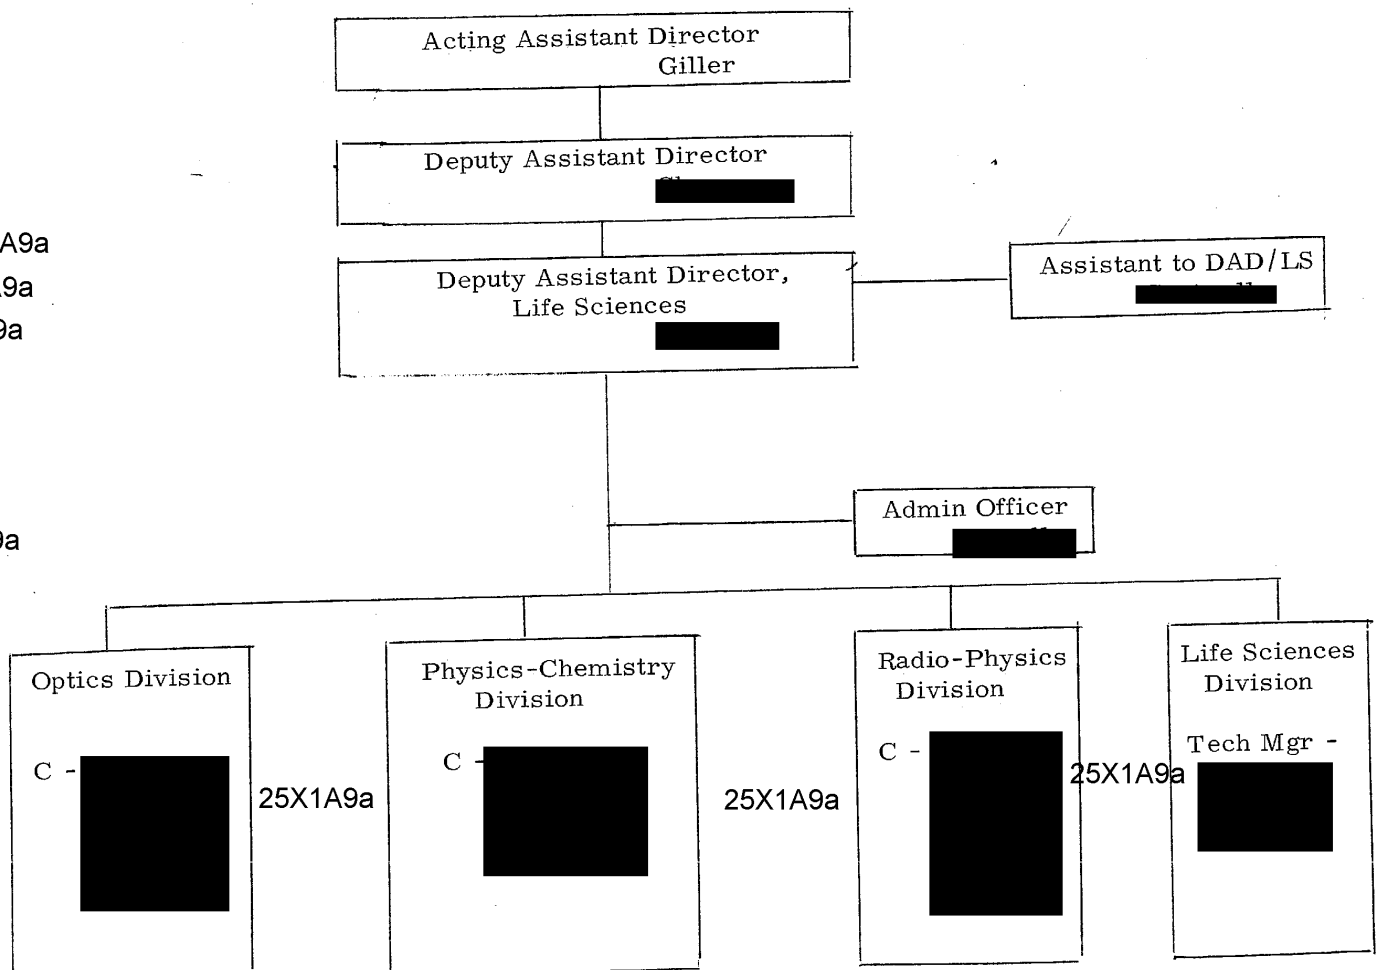 Acting Assistant Director
Giller
Deputy Assistant Director
A9a
9a
9a
Deputy Assistant Director,
Life Sciences
Assistant to DAD/LS
Admin Officer
9a
Optics Division
C -
25X1A9a
Physics-Chemistry
Division
C -
25X1A9a
Radio-Physics
Division
C -
25X1A9a
Life Sciences
Division
Tech Mgr -